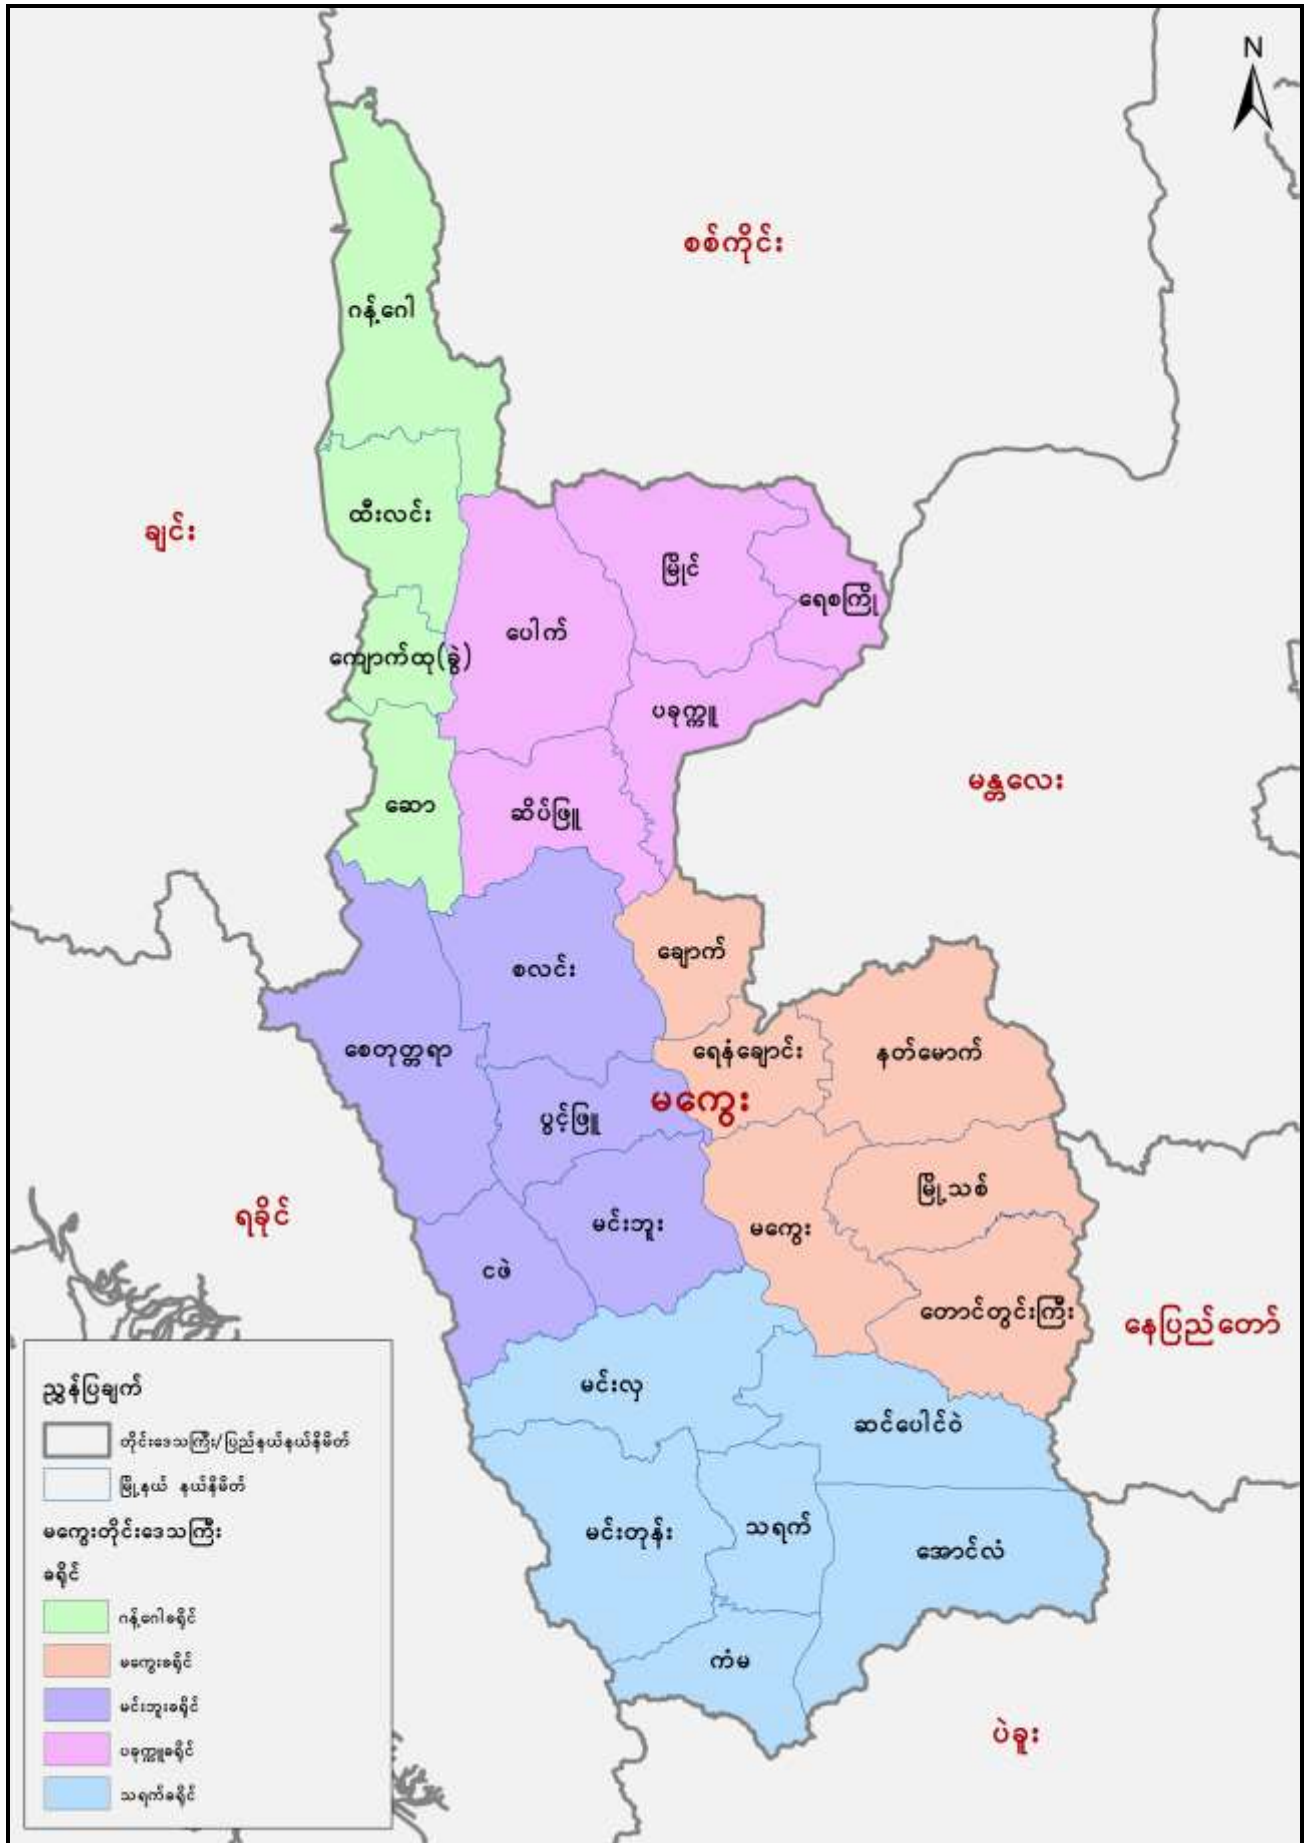 N
စစ်ကိုင်း
ဂန့်ဂေါ
ထီးလင်း
ချင်း
မြိုင်
ရေစကြို
ပေါက်
ကျောက်ထု(ခွဲ)
ပခုက္ကူ
မန္တလေး
ဆော
ဆိပ်ဖြူ
ချောက်
စလင်း
စေတုတ္တရာ
ရေနံချောင်း
နတ်မောက်
မကွေး
ပွင့်ဖြူ
မြို့သစ်
ရခိုင်
မင်းဘူး
မကွေး
ငဖဲ
တောင်တွင်းကြီး
နေပြည်တော်
မင်းလှ
ဆင်ပေါင်ဝဲ
မင်းတုန်း
သရက်
အောင်လံ
ကံမ
ပဲခူး
ညွှန်ပြချက်
တိုင်းဒေသကြီး/ပြည်နယ်နယ်နိမိတ်
မြို့နယ် နယ်နိမိတ်
မကွေးတိုင်းဒေသကြီး
ခရိုင်
ဂန့်ဂေါခရိုင်
မကွေးခရိုင်
မင်းဘူးခရိုင်
ပခုက္ကူခရိုင်
သရက်ခရိုင်